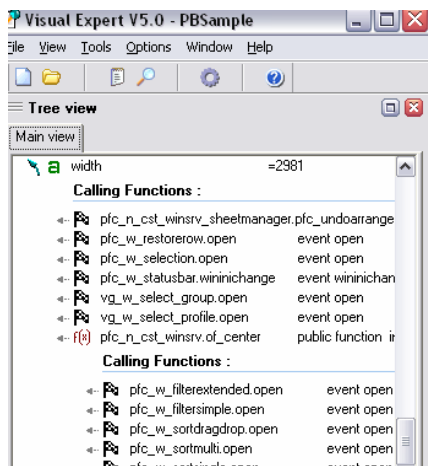 Visual Expert V5.0 - PBSample
File View Tools Options Window Help
Tree view
Main view
a width =2981
Calling Functions :
pfc_n_cst_winsrv_sheetmanager.pfc_undoarrange
pfc_w_restorerow.open event open
pfc_w_selection.open event open
pfc_w_statusbar.wininichange event wininichan
vg_w_select_group.open event open
vg_w_select_profile.open event open
f(x) pfc_n_cst_winsrv.of_center public function i
Calling Functions :
pfc_w_filterextended.open event open
pfc_w_filtersimple.open event open
pfc_w_sortdragdrop.open event open
pfc_w_sortmulti.open event open